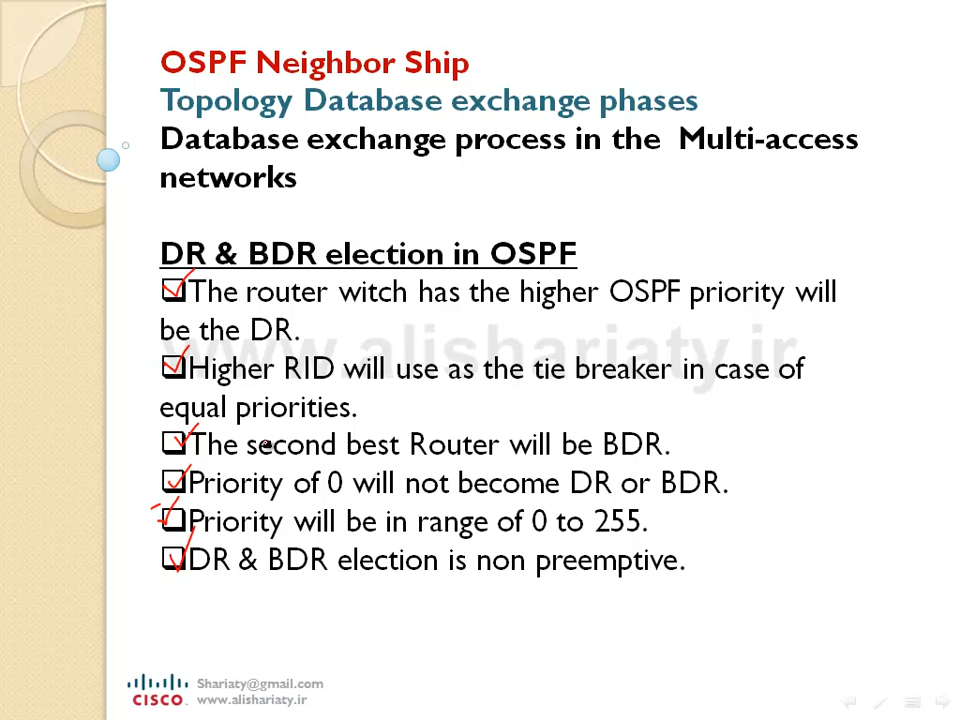 OSPF Neighbor Ship
Topology Database exchange phases
Database exchange process in the Multi-access
networks
DR & BDR election in OSPF
The router witch has the higher OSPF priority will
be the DR.
www.alishariaty.ir
Higher RID will use as the tie breaker in case of
equal priorities.
The second best Router will be BDR.
Priority of 0 will not become DR or BDR.
Priority will be in range of 0 to 255.
DR & BDR election is non preemptive.
CISCO
Shariaty@gmail.com
www.alishariaty.ir